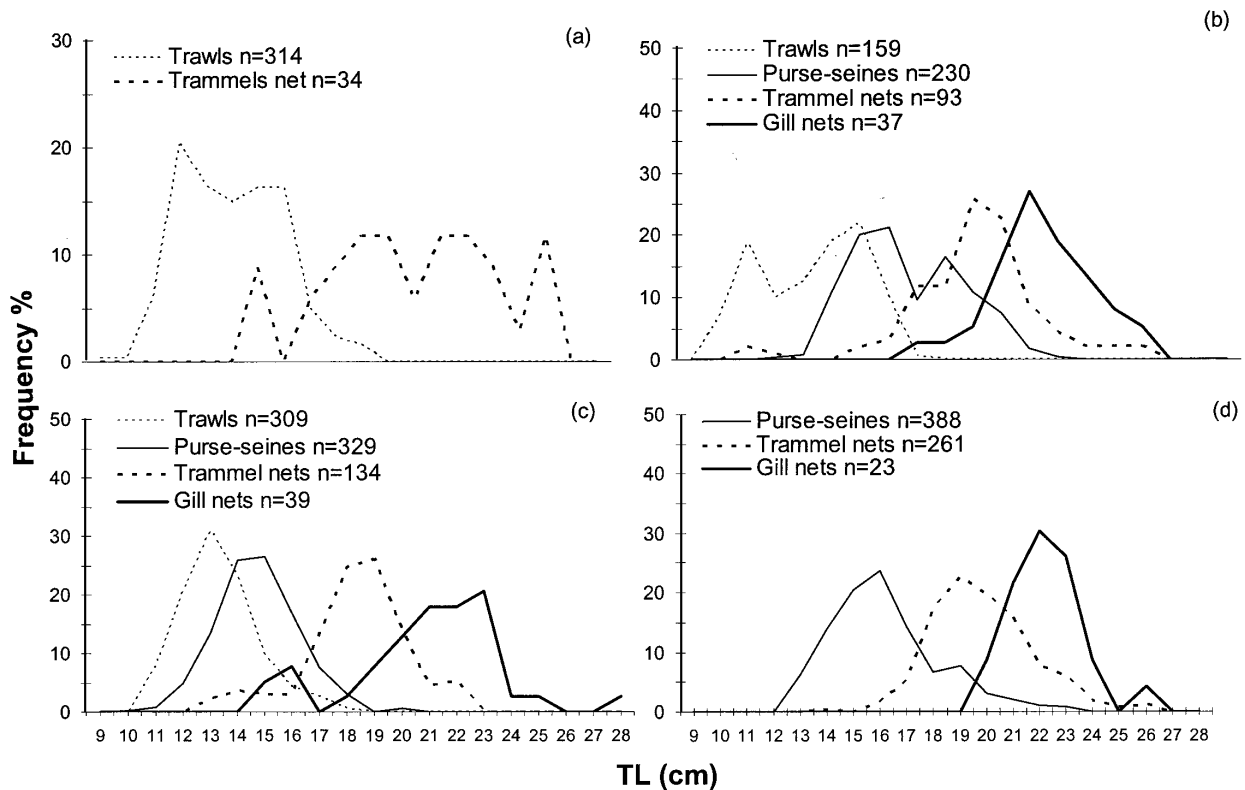 (a)
30
20
10
0
Trawls n=314
Trammels net n=34
(b)
50
40
30
20
10
0
Trawls n=159
Purse-seines n=230
Trammel nets n=93
Gill nets n=37
Frequency %
(c)
50
40
30
20
10
0
Trawls n=309
Purse-seines n=329
Trammel nets n=134
Gill nets n=39
9 10 11 12 13 14 15 16 17 18 19 20 21 22 23 24 25 26 27 28
(d)
50
40
30
20
10
0
Purse-seines n=388
Trammel nets n=261
Gill nets n=23
9 10 11 12 13 14 15 16 17 18 19 20 21 22 23 24 25 26 27 28
TL (cm)